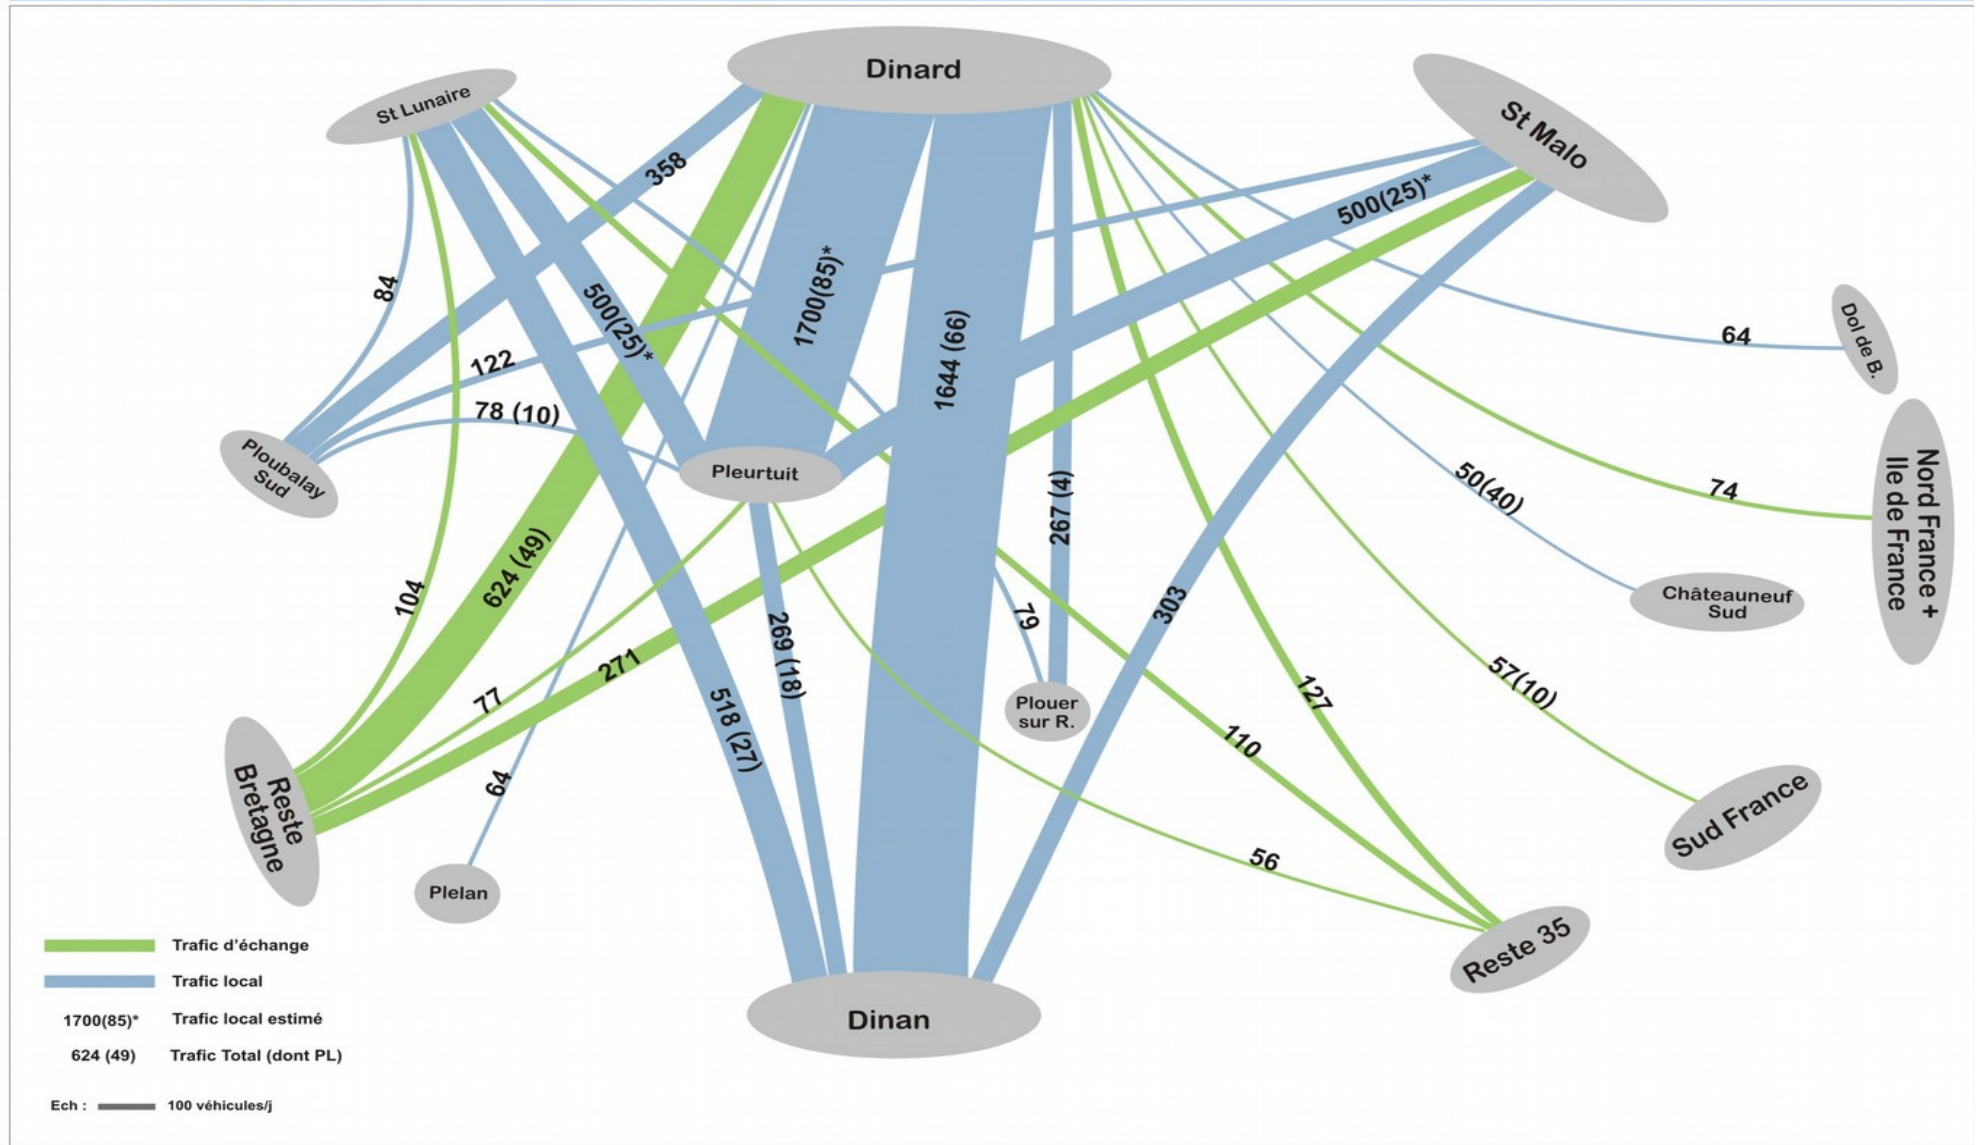 Dinard
St Lunaire
St Malo
358
500(25)*
84
500(25)*
1700(85)*
1644 (66)
64
Dol de B.
122
78 (10)
Ploubalay
Sud
Pleurtuit
267 (4)
50(40)
74
Nord France +
Ile de France
Châteauneuf
Sud
104
624 (49)
79
303
269 (18)
271
77
518 (27)
Plouer
sur R.
127
110
57(10)
Reste
Bretagne
64
Sud France
56
Plelan
Reste 35
Dinan
Trafic d'échange
Trafic local
1700(85)* Trafic local estimé
624 (49) Trafic Total (dont PL)
Ech : 100 véhicules/j